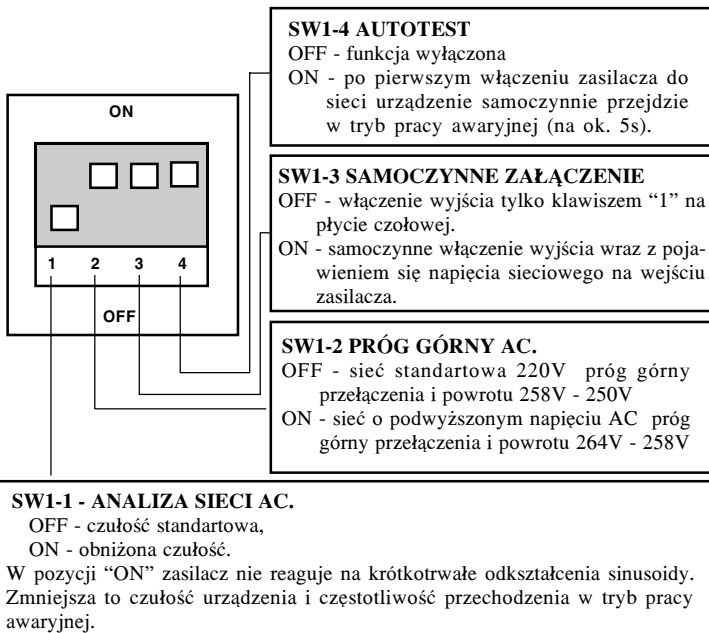 SW1-4 AUTOTEST
OFF - funkcja wyłączona
ON - po pierwszym włączeniu zasilacza do
sieci urządzenie samoczynnie przejdzie
w tryb pracy awaryjnej (na ok. 5s).
ON
1 2 3 4
OFF
SW1-3 SAMOCZYNNE ZAŁĄCZENIE
OFF - włączenie wyjścia tylko klawiszem “1” na
płycie czołowej.
ON - samoczynne włączenie wyjścia wraz z poja-
wieniem się napięcia sieciowego na wejściu
zasilacza.
SW1-2 PRÓG GÓRNY AC.
OFF - sieć standartowa 220V próg górny
przełączenia i powrotu 258V - 250V
ON - sieć o podwyższonym napięciu AC próg
górny przełączenia i powrotu 264V - 258V
SW1-1 - ANALIZA SIECI AC.
OFF - czułość standartowa,
ON - obniżona czułość.
W pozycji “ON” zasilacz nie reaguje na krótkotrwałe odkształcenia sinusoidy.
Zmniejsza to czułość urządzenia i częstotliwość przechodzenia w tryb pracy
awaryjnej.